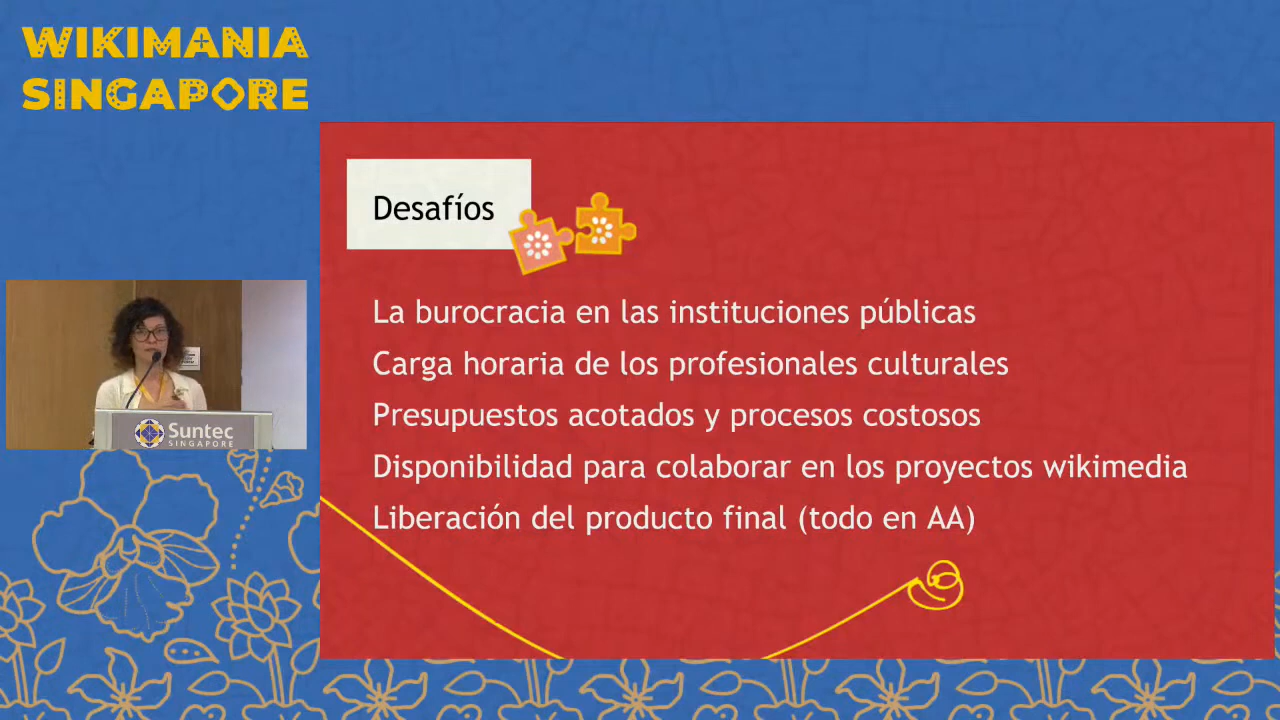 WIKIMANIA
SINGAPORE
Desafíos
La burocracia en las instituciones públicas
Carga horaria de los profesionales culturales
Presupuestos acotados y procesos costosos
Disponibilidad para colaborar en los proyectos wikimedia
Liberación del producto final (todo en AA)
Suntec
SINGAPORE